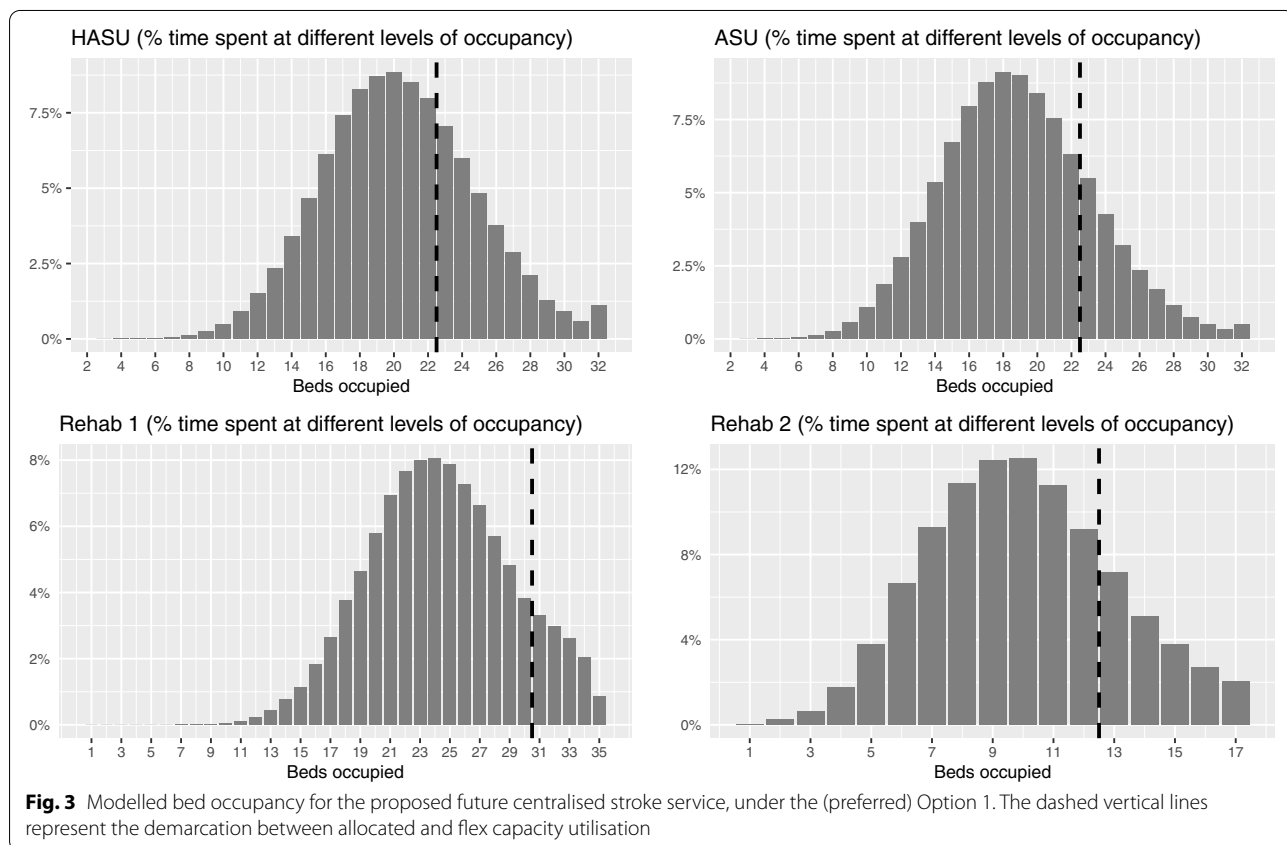 HASU (% time spent at different levels of occupancy)
7.5%
5%
2.5%
0%
2 4 6 8 10 12 14 16 18 20 22 24 26 28 30 32
Beds occupied
ASU (% time spent at different levels of occupancy)
7.5%
5%
2.5%
0%
2 4 6 8 10 12 14 16 18 20 22 24 26 28 30 32
Beds occupied
Rehab 1 (% time spent at different levels of occupancy)
8%
6%
4%
2%
0%
1 3 5 7 9 11 13 15 17 19 21 23 25 27 29 31 33 35
Beds occupied
Rehab 2 (% time spent at different levels of occupancy)
12%
8%
4%
0%
1 3 5 7 9 11 13 15 17
Beds occupied
Fig. 3 Modelled bed occupancy for the proposed future centralised stroke service, under the (preferred) Option 1. The dashed vertical lines
represent the demarcation between allocated and flex capacity utilisation